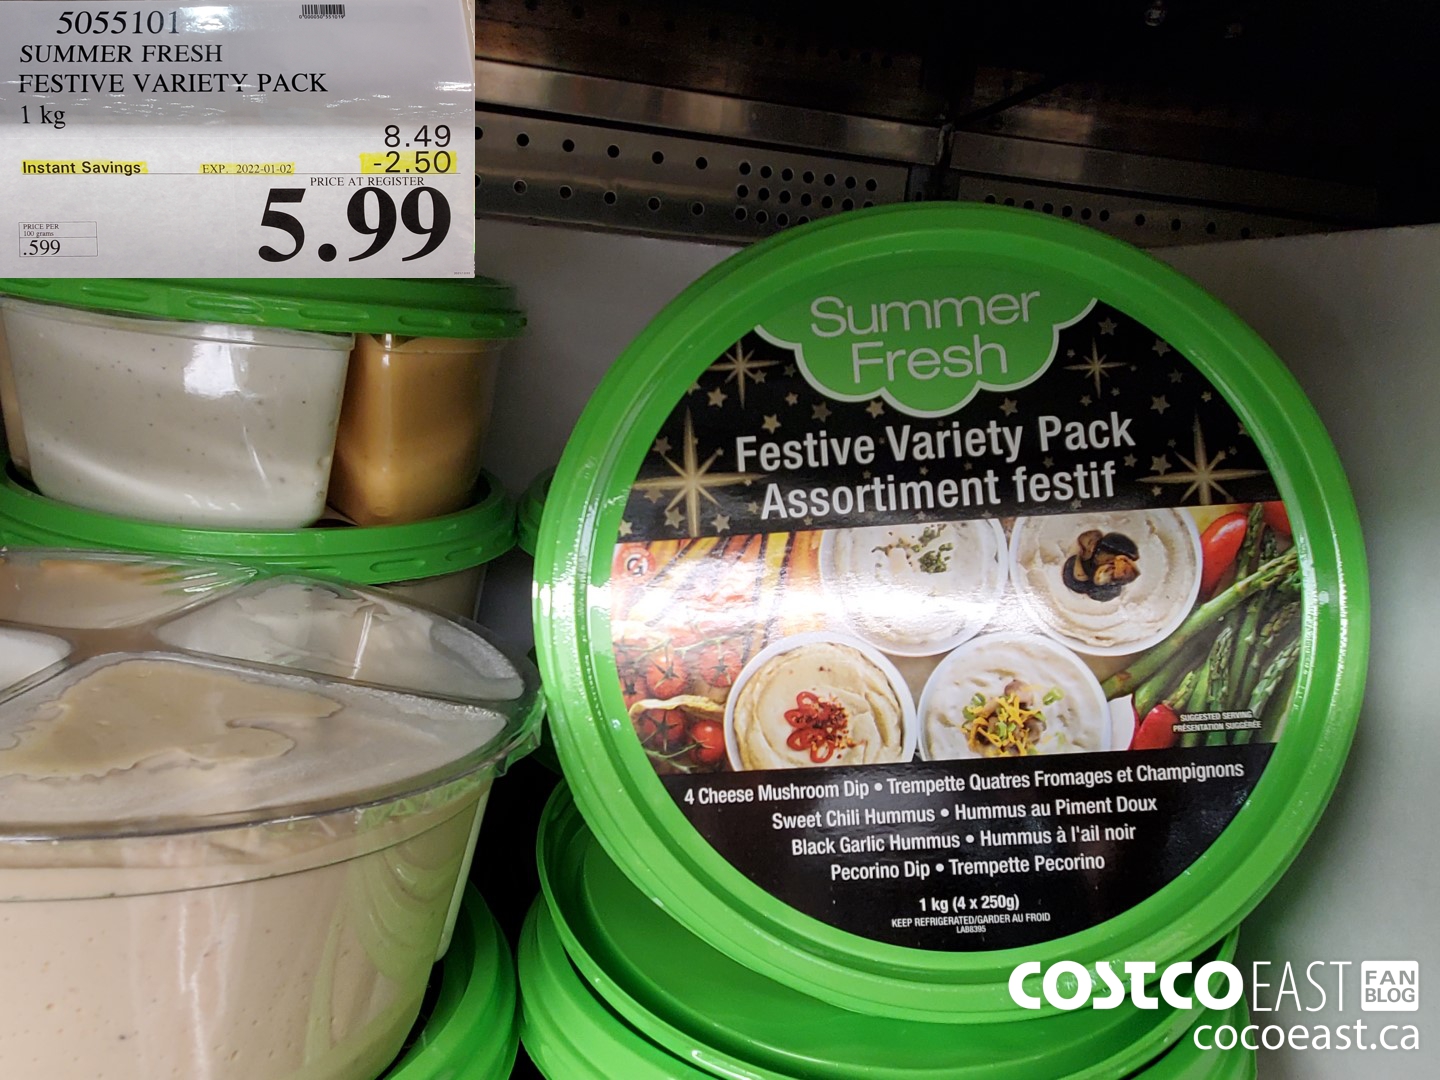 5055101
SUMMER FRESH
FESTIVE VARIETY PACK
1 kg
8.49
Instant Savings EXP. 2022-01-02 -2.50
PRICE AT REGISTER
5.99
PRICE PER
100 grams
.599
Summer
Fresh
Festive Variety Pack
Assortiment festif
SUGGESTED SERVING
PRÉSENTATION SUGGÉRÉE
4 Cheese Mushroom Dip • Trempette Quatres Fromages et Champignons
Sweet Chili Hummus • Hummus au Piment Doux
Black Garlic Hummus • Hummus à l'ail noir
Pecorino Dip • Trempette Pecorino
1 kg (4 x 250g)
KEEP REFRIGERATED/GARDER AU FROID
LAB8395
COSTCO EAST FAN BLOG
cocoeast.ca